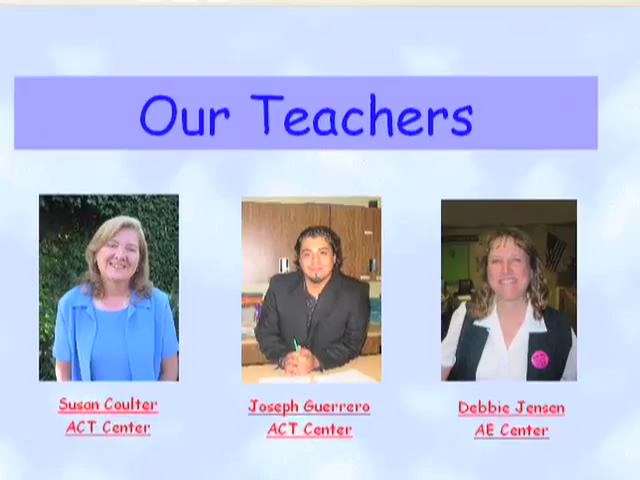 Our Teachers
Susan Coulter
ACT Center
Joseph Guerrero
ACT Center
Debbie Jensen
AE Center